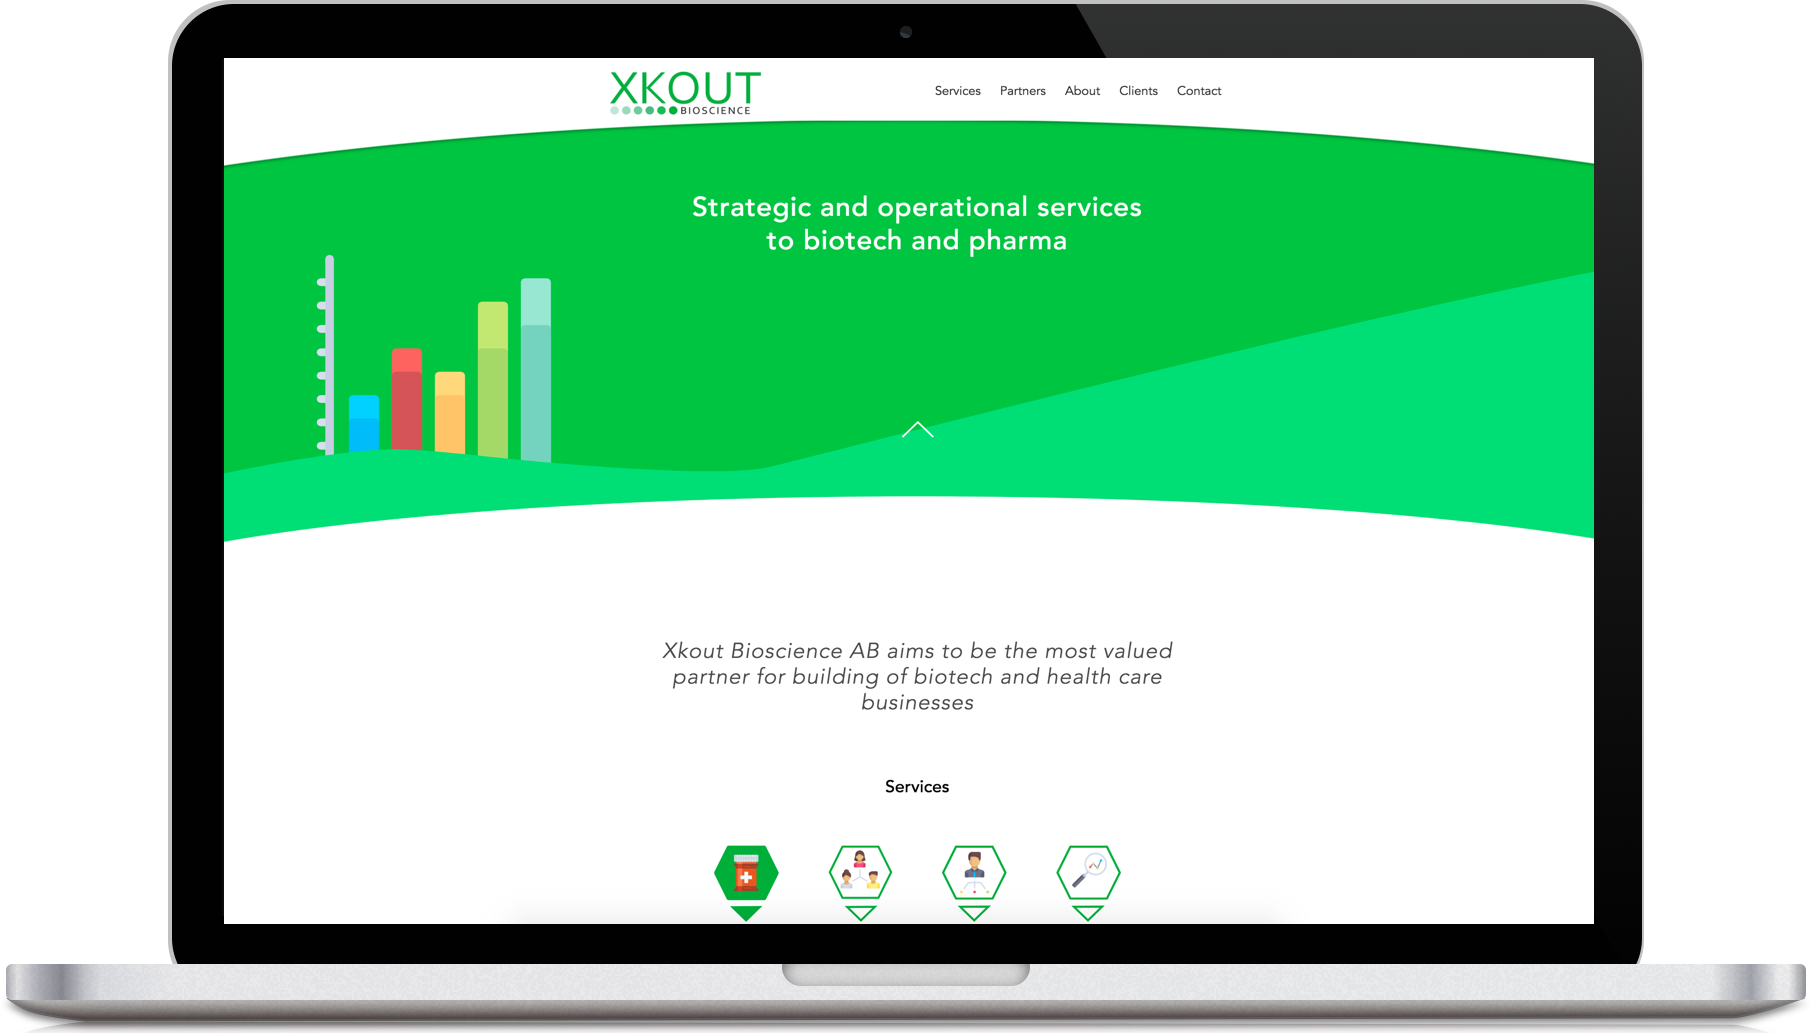 XKOUT
BIOSCIENCE
Services Partners About Clients Contact
Strategic and operational services
to biotech and pharma
Xkout Bioscience AB aims to be the most valued
partner for building of biotech and health care
businesses
Services